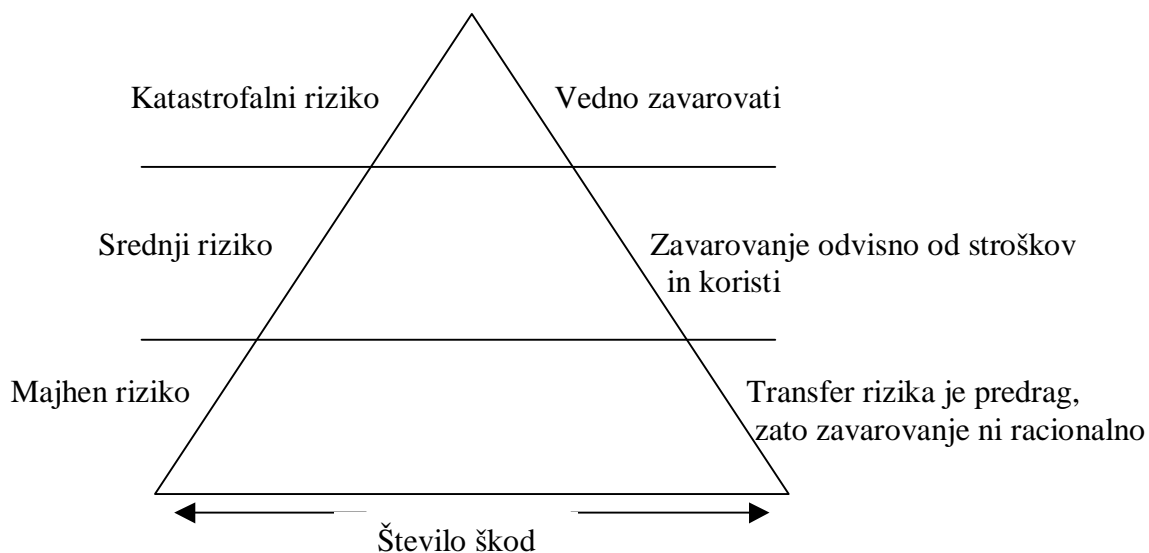 Katastrofalni riziko
Vedno zavarovati
Srednji riziko
Zavarovanje odvisno od stroškov
in koristi
Majhen riziko
Transfer rizika je predrag,
zato zavarovanje ni racionalno
Število škod